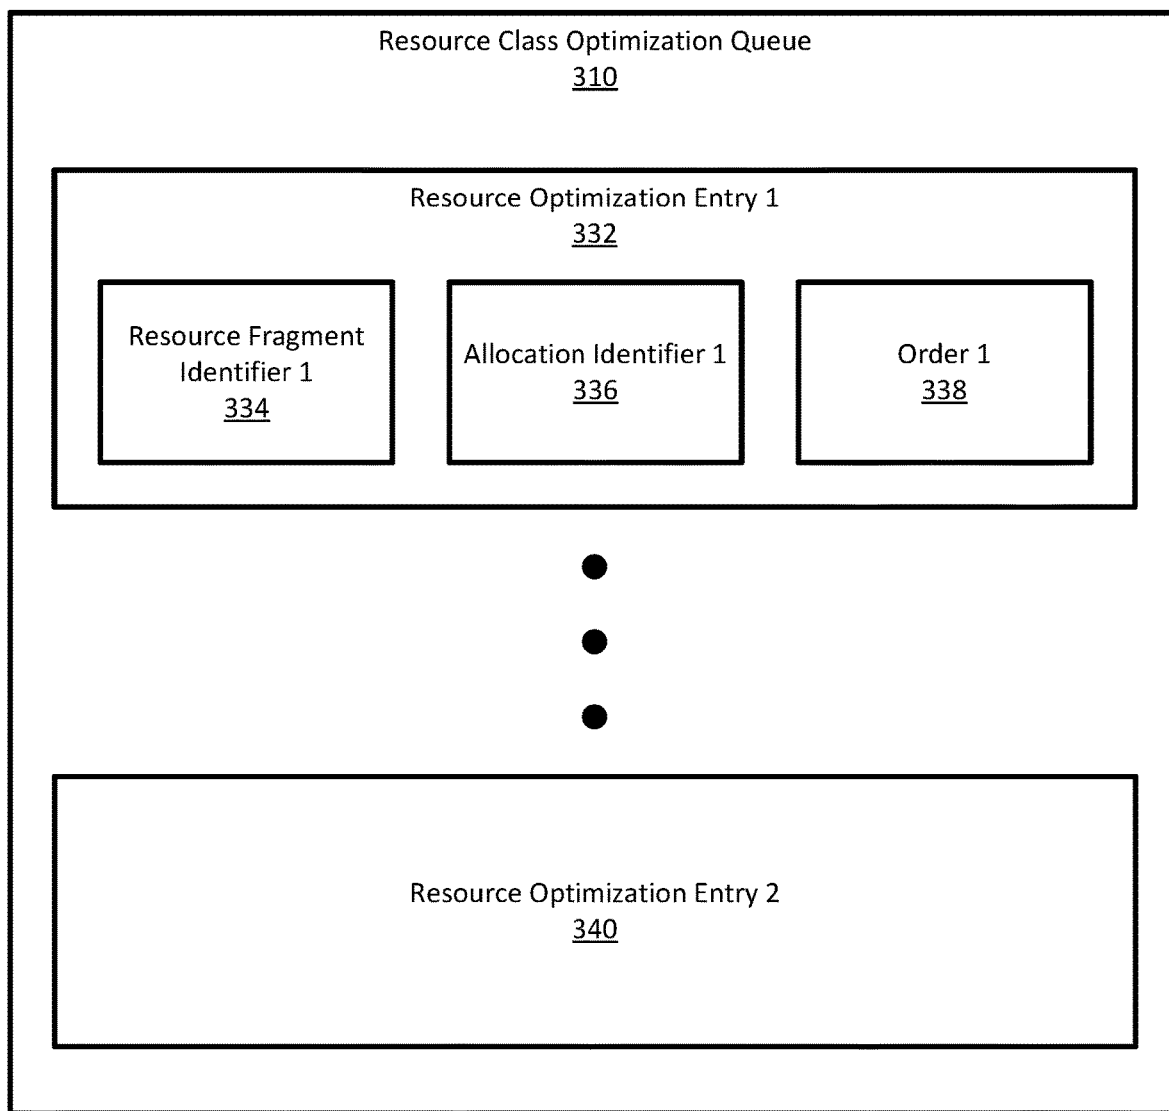 Resource Class Optimization Queue
310
Resource Optimization Entry 1
332
Resource Fragment
Identifier 1
334
Allocation Identifier 1
336
Order 1
338
Resource Optimization Entry 2
340